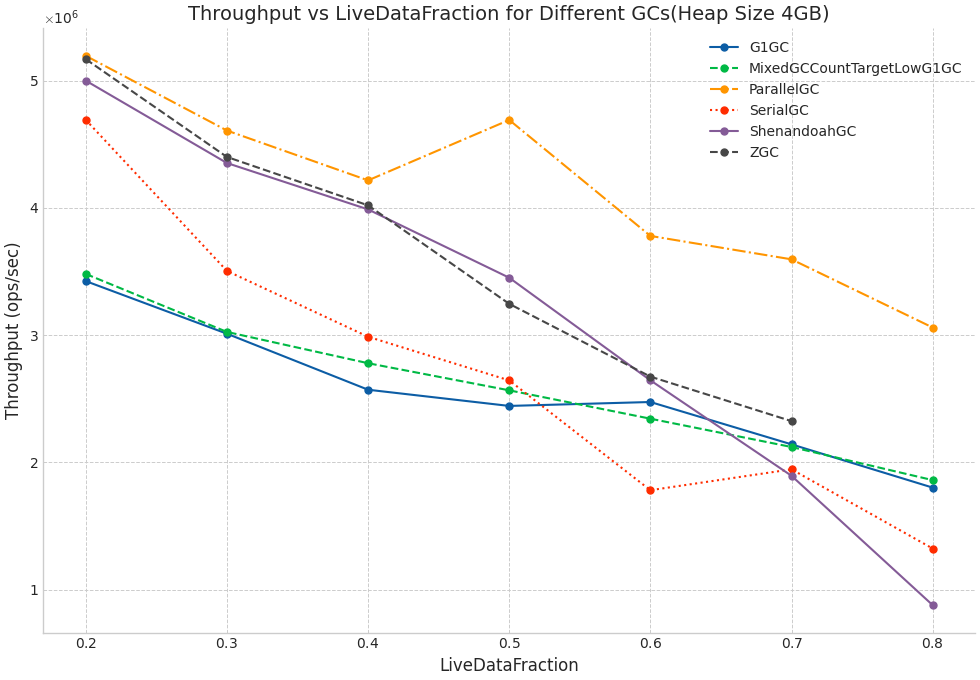 Throughput vs LiveDataFraction for Different GCs(Heap Size 4GB)
×10⁶
G1GC
MixedGCCountTargetLowG1GC
ParallelGC
SerialGC
ShenandoahGC
ZGC
Throughput (ops/sec)
5
4
3
2
1
0.2 0.3 0.4 0.5 0.6 0.7 0.8
LiveDataFraction